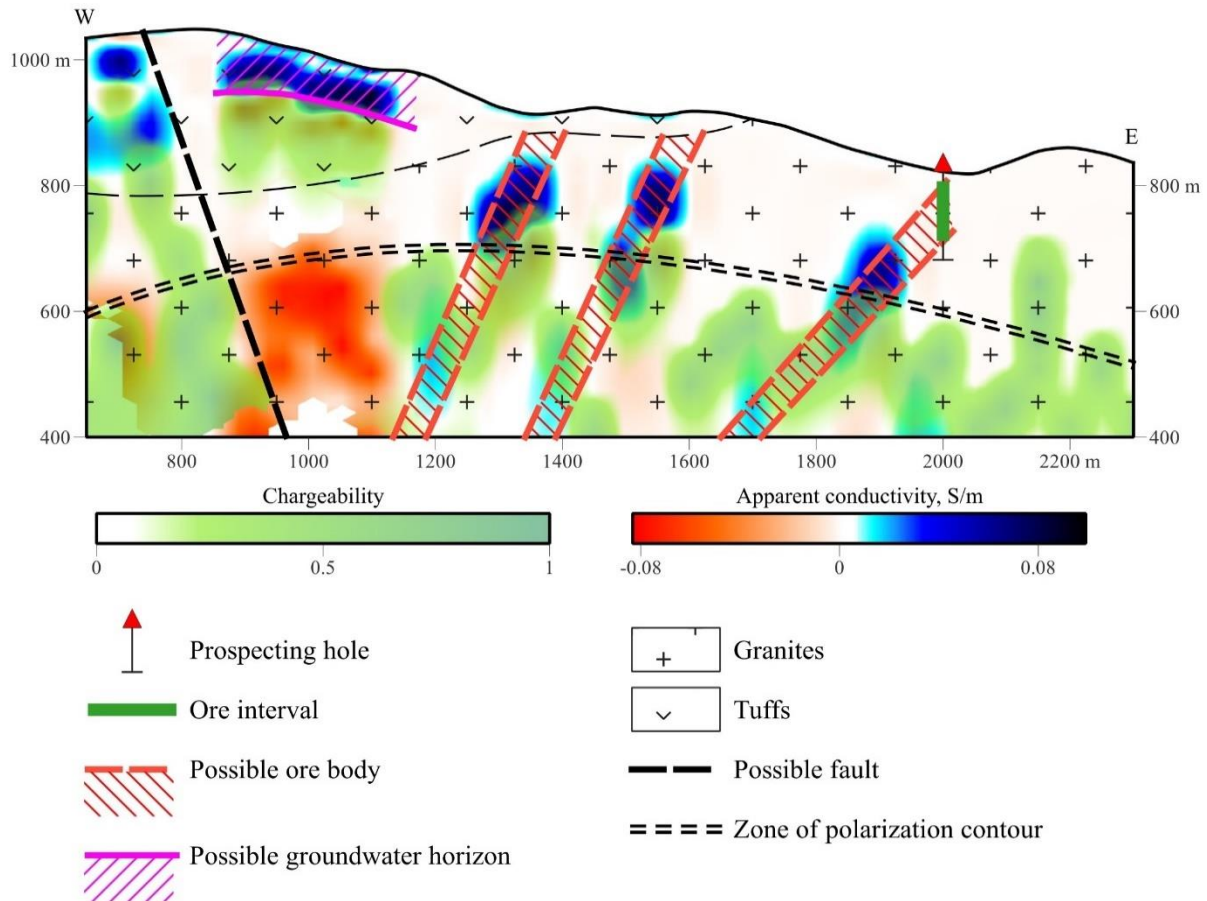 W
1000 m
800
600
400
E
800 m
600
400
800 1000 1200 1400 1600 1800 2000 2200 m
Chargeability
0 0.5 1
Apparent conductivity, S/m
-0.08 0 0.08
Prospecting hole
Ore interval
Possible ore body
Possible groundwater horizon
Granites
Tuffs
Possible fault
Zone of polarization contour